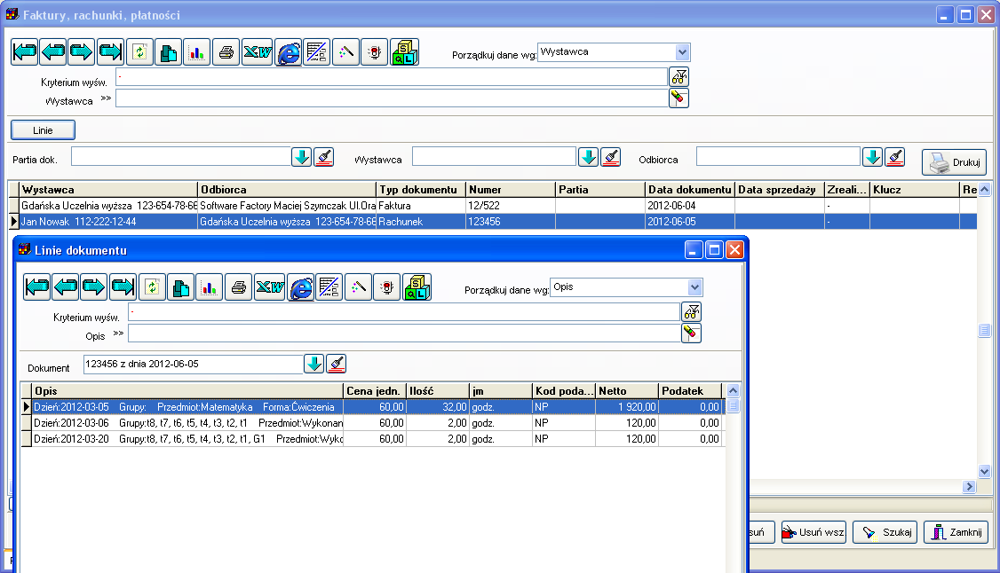 Faktury, rachunki, płatności
Porządkuj dane wg: Wystawca
Kryterium wyśw. -
Wystawca >>
Linie
Partia dok. Wystawca Odbiorca Drukuj
Wystawca Odbiorca Typ dokumentu Numer Partia Data dokumentu Data sprzedaży Zreali... Klucz Re
Gdańska Uczelnia wyższa 123-654-78-66 Software Factory Maciej Szymczak Ul.Ora Faktura 12/522 2012-06-04 -
Jan Nowak 112-222-12-44 Gdańska Uczelnia wyższa 123-654-78-66 Rachunek 123456 2012-06-05 -
Linie dokumentu
Porządkuj dane wg: Opis
Kryterium wyśw. -
Opis >>
Dokument 123456 z dnia 2012-06-05
Opis Cena jedn. Ilość jm Kod poda... Netto Podatek
Dzień:2012-03-05 Grupy: Przedmiot:Matematyka Forma:Ćwiczenia 60,00 32,00 godz. NP 1 920,00 0,00
Dzień:2012-03-06 Grupy:t8, t7, t6, t5, t4, t3, t2, t1 Przedmiot:Wykonan 60,00 2,00 godz. NP 120,00 0,00
Dzień:2012-03-20 Grupy:t8, t7, t6, t5, t4, t3, t2, t1, G1 Przedmiot:Wyko 60,00 2,00 godz. NP 120,00 0,00
suń Usuń wsz Szukaj Zamknij